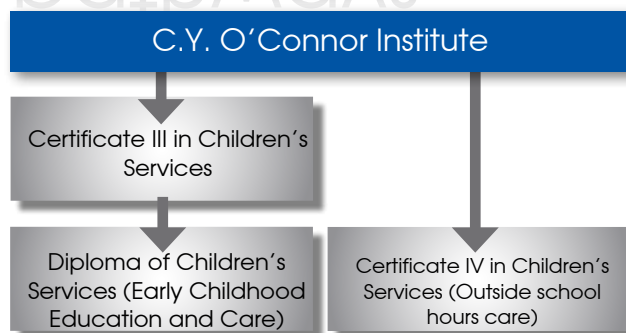 C.Y. O’Connor Institute
Certificate III in Children’s
Services
Diploma of Children’s
Services (Early Childhood
Education and Care)
Certificate IV in Children’s
Services (Outside school
hours care)